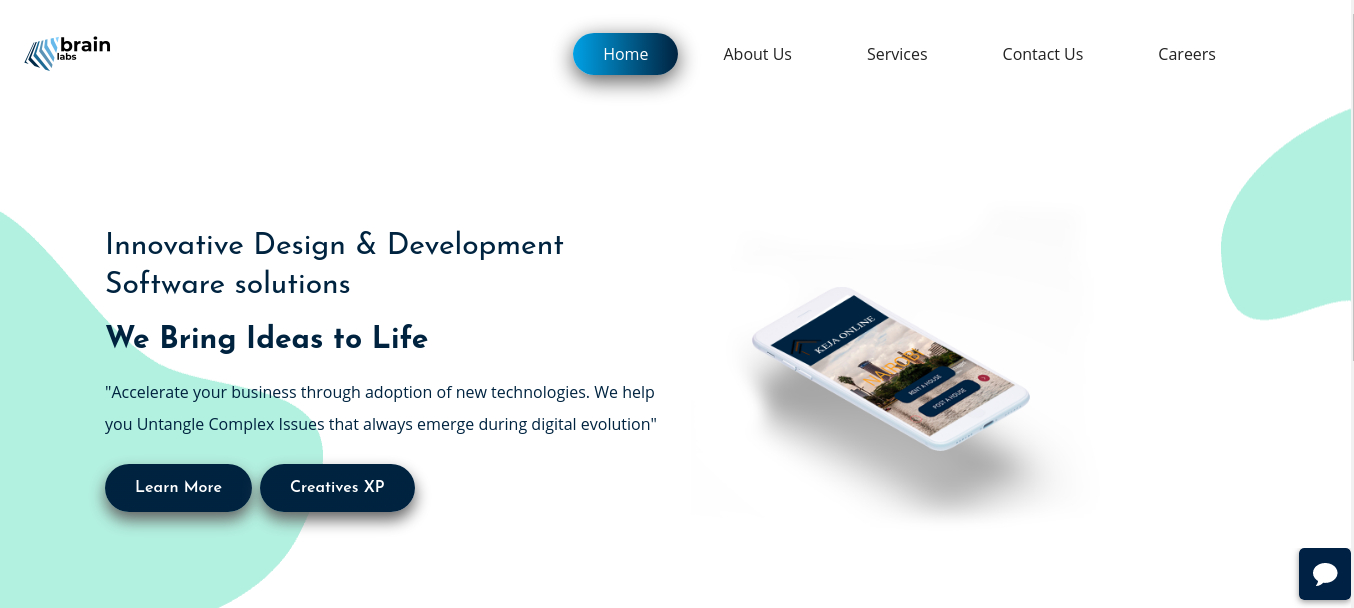 brain
labs
Home
About Us
Services
Contact Us
Careers
Innovative Design & Development
Software solutions
We Bring Ideas to Life
"Accelerate your business through adoption of new technologies. We help
you Untangle Complex Issues that always emerge during digital evolution"
Learn More
Creatives XP
KEJA ONLINE
RENT A HOUSE
POST A HOUSE